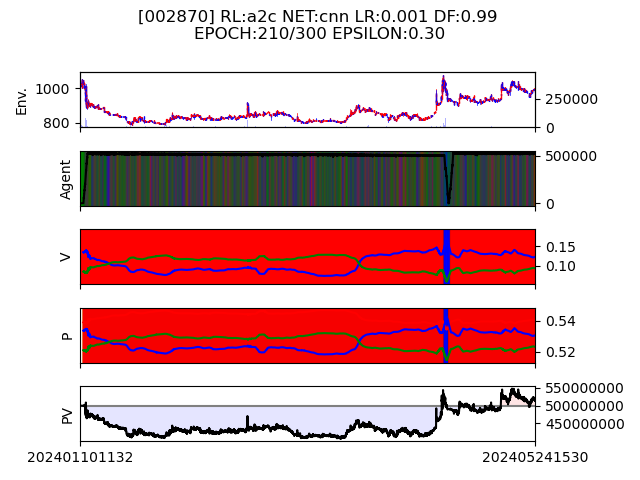 [002870] RL:a2c NET:cnn LR:0.001 DF:0.99
EPOCH:210/300 EPSILON:0.30
Env.
1000
800
250000
0
Agent
500000
0
V
0.15
0.10
P
0.54
0.52
PV
550000000
500000000
450000000
202401101132
202405241530